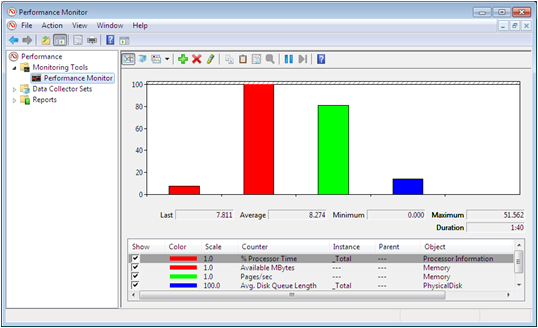 Performance Monitor
File Action View Window Help
Performance
Monitoring Tools
Performance Monitor
Data Collector Sets
Reports
100
80
60
40
20
0
Last 7.811 Average 8.274 Minimum 0.000 Maximum 51.562
Duration 1:40
Show Color Scale Counter Instance Parent Object
1.0 % Processor Time _Total --- Processor Information
1.0 Available MBytes --- --- Memory
1.0 Pages/sec --- --- Memory
100.0 Avg. Disk Queue Length _Total --- PhysicalDisk